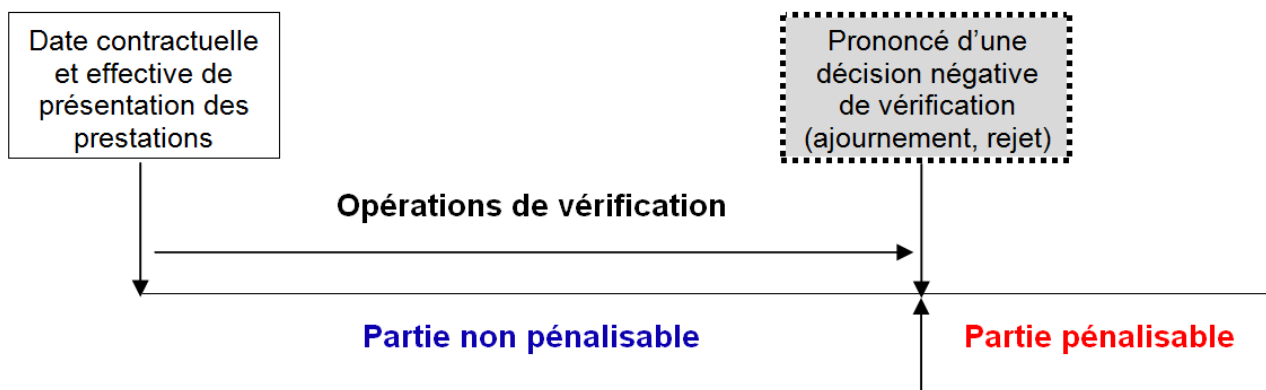 Date contractuelle
et effective de
présentation des
prestations
Prononcé d’une
décision négative
de vérification
(ajournement, rejet)
Opérations de vérification
Partie non pénalisable
Partie pénalisable